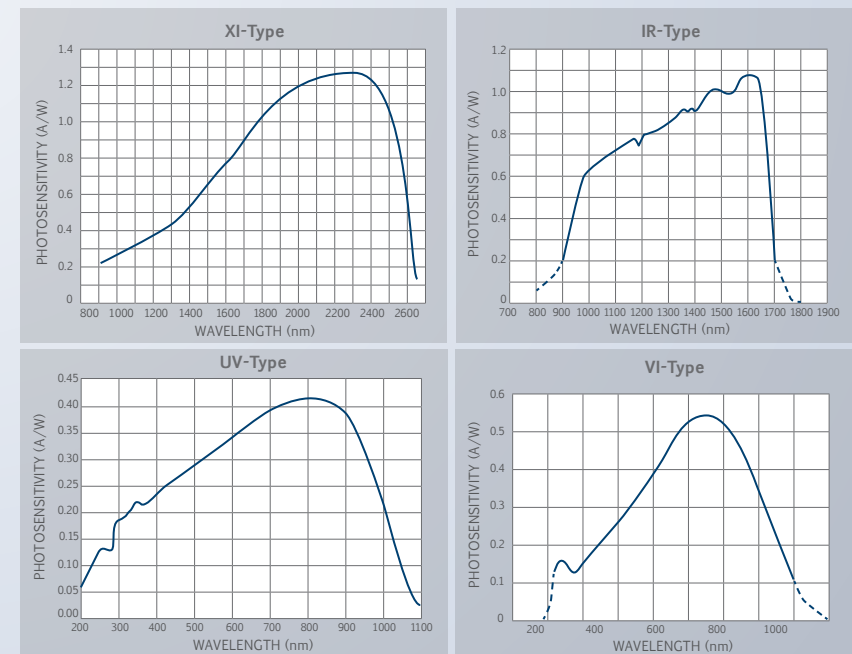 XI-Type
PHOTOSENSITIVITY (A/W)
1.4
1.2
1.0
0.8
0.6
0.4
0.2
0
800 1000 1200 1400 1600 1800 2000 2200 2400 2600
WAVELENGTH (nm)
IR-Type
PHOTOSENSITIVITY (A/W)
1.2
1.0
0.8
0.6
0.4
0.2
0
700 800 900 1000 1100 1200 1300 1400 1500 1600 1700 1800 1900
WAVELENGTH (nm)
UV-Type
PHOTOSENSITIVITY (A/W)
0.45
0.40
0.35
0.30
0.25
0.20
0.15
0.10
0.05
0.00
200 300 400 500 600 700 800 900 1000 1100
WAVELENGTH (nm)
VI-Type
PHOTOSENSITIVITY (A/W)
0.6
0.5
0.4
0.3
0.2
0.1
0
200 400 600 800 1000
WAVELENGTH (nm)